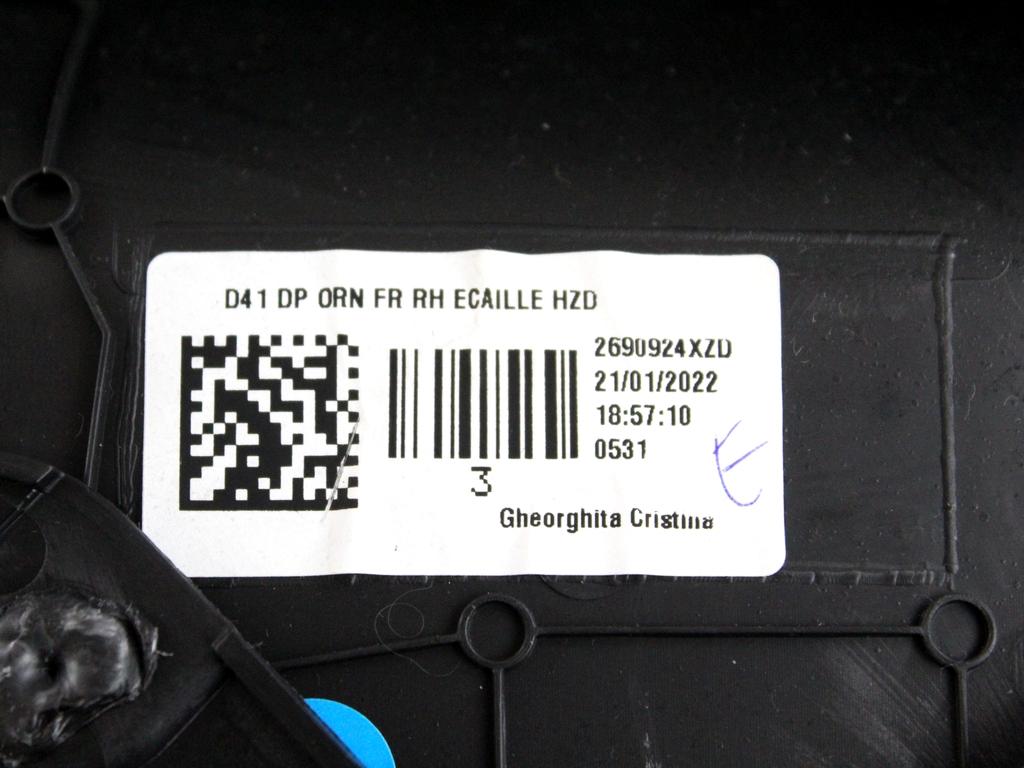 D41 DP ORN FR RH ECAILLE HZD
2690924XZD
21/01/2022
18:57:10
0531
3
Gheorghita Cristina
E